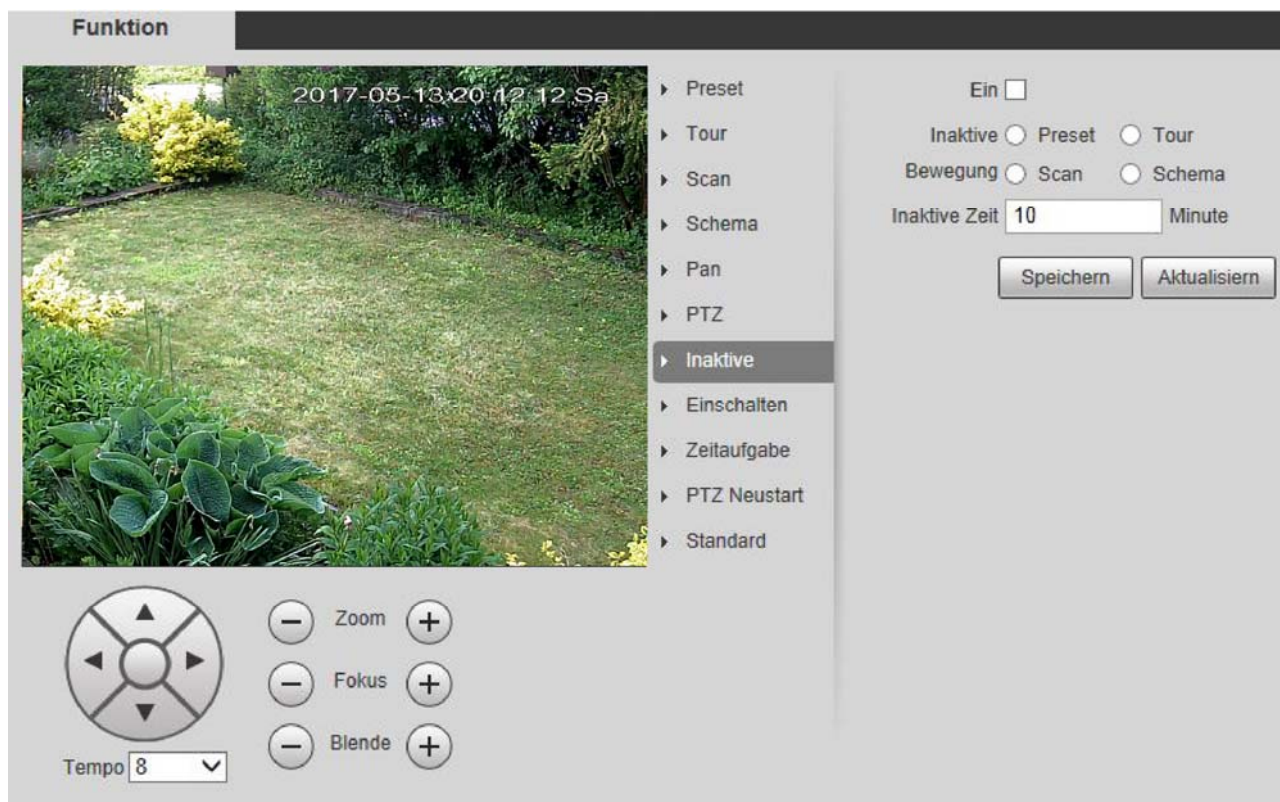 Funktion
2017-05-13 20:12:12 Sa
Preset
Tour
Scan
Schema
Pan
PTZ
Inaktive
Einschalten
Zeitaufgabe
PTZ Neustart
Standard
Ein
Inaktive Preset Tour
Bewegung Scan Schema
Inaktive Zeit 10 Minute
Speichern Aktualisiern
Zoom
Fokus
Blende
Tempo 8